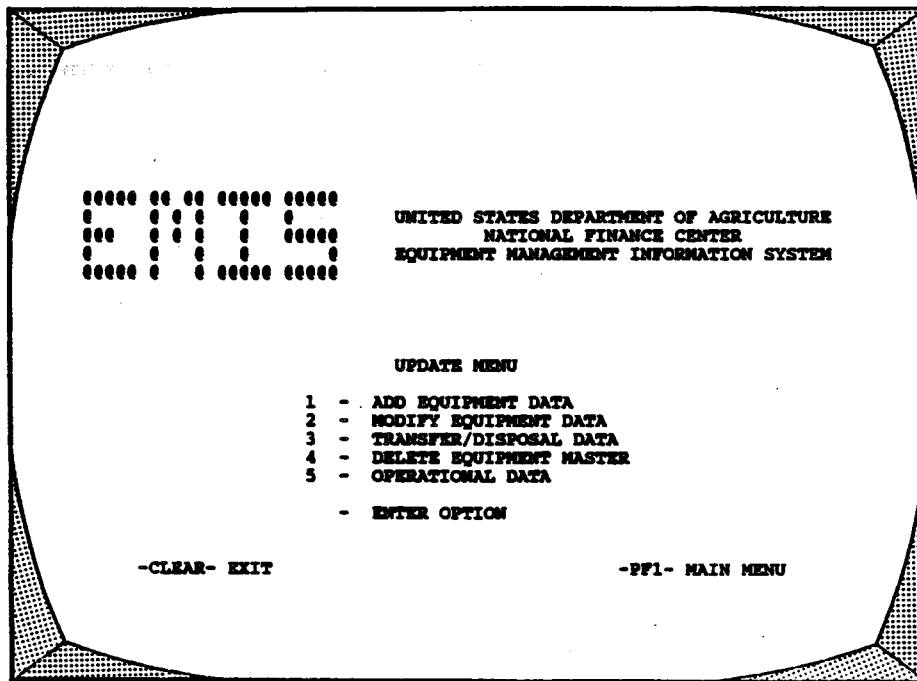 EMIS
UNITED STATES DEPARTMENT OF AGRICULTURE
NATIONAL FINANCE CENTER
EQUIPMENT MANAGEMENT INFORMATION SYSTEM
UPDATE MENU
1 - ADD EQUIPMENT DATA
2 - MODIFY EQUIPMENT DATA
3 - TRANSFER/DISPOSAL DATA
4 - DELETE EQUIPMENT MASTER
5 - OPERATIONAL DATA
- ENTER OPTION
-CLEAR- EXIT
-PF1- MAIN MENU